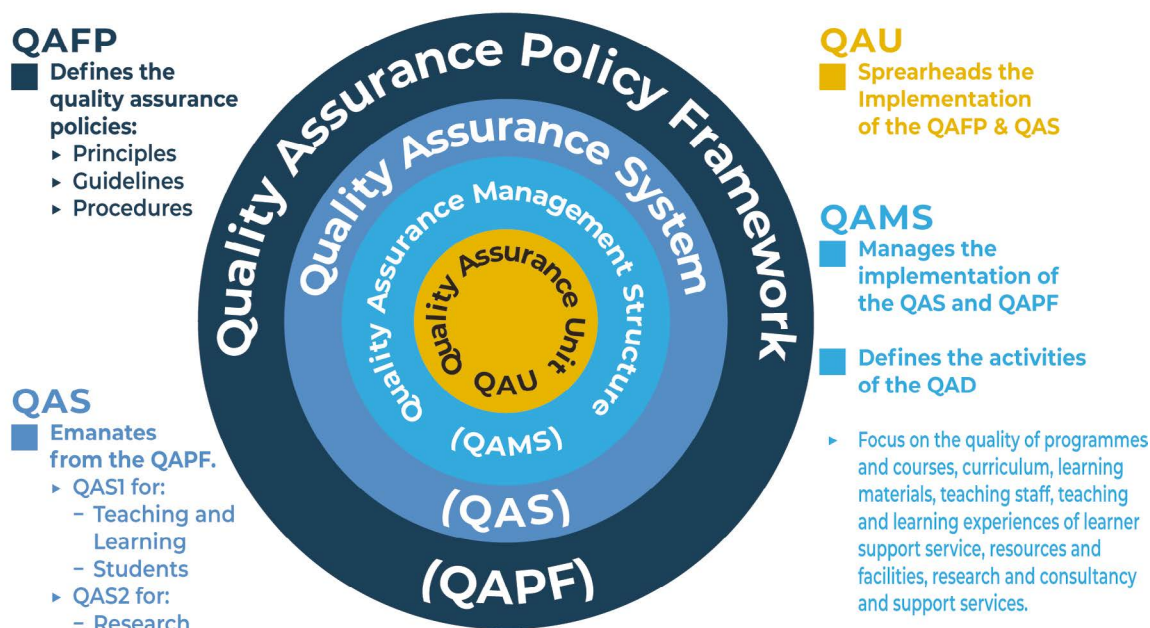 QAFP
Defines the
quality assurance
policies:
▸ Principles
▸ Guidelines
▸ Procedures
QAS
Emanates
from the QAPF.
▸ QAS1 for:
– Teaching and
Learning
– Students
▸ QAS2 for:
– Research
Quality Assurance Policy Framework
(QAPF)
Quality Assurance System
(QAS)
Quality Assurance Management Structure
(QAMS)
Quality Assurance Unit
QAU
QAU
Sprearheads the
Implementation
of the QAFP & QAS
QAMS
Manages the
implementation of
the QAS and QAPF
Defines the activities
of the QAD
▸ Focus on the quality of programmes
and courses, curriculum, learning
materials, teaching staff, teaching
and learning experiences of learner
support service, resources and
facilities, research and consultancy
and support services.